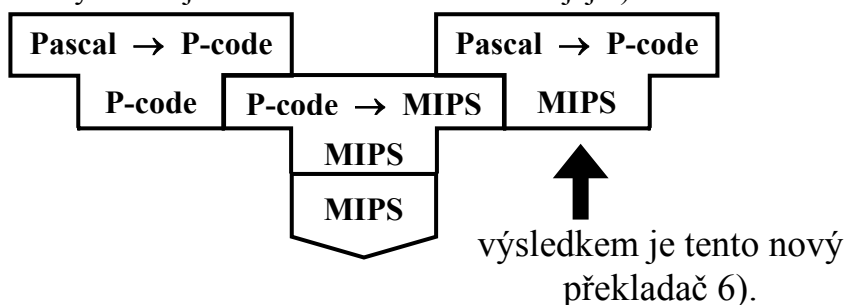 Pascal → P-code
Pascal → P-code
P-code
P-code → MIPS
MIPS
MIPS
MIPS
výsledkem je tento nový
překladač 6).